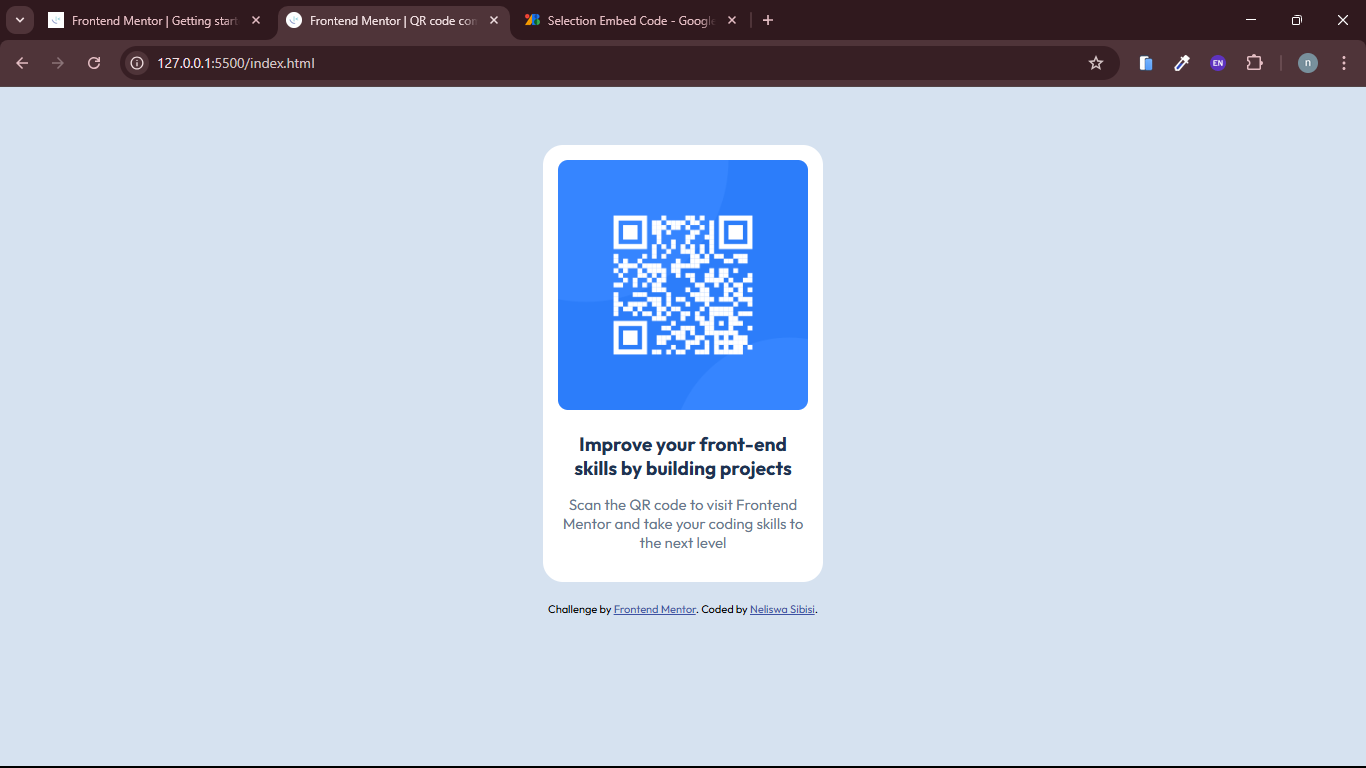 Frontend Mentor | Getting start
Frontend Mentor | QR code con
Selection Embed Code - Google
127.0.0.1:5500/index.html
EN
n
Improve your front-end
skills by building projects
Scan the QR code to visit Frontend
Mentor and take your coding skills to
the next level
Challenge by Frontend Mentor. Coded by Neliswa Sibisi.